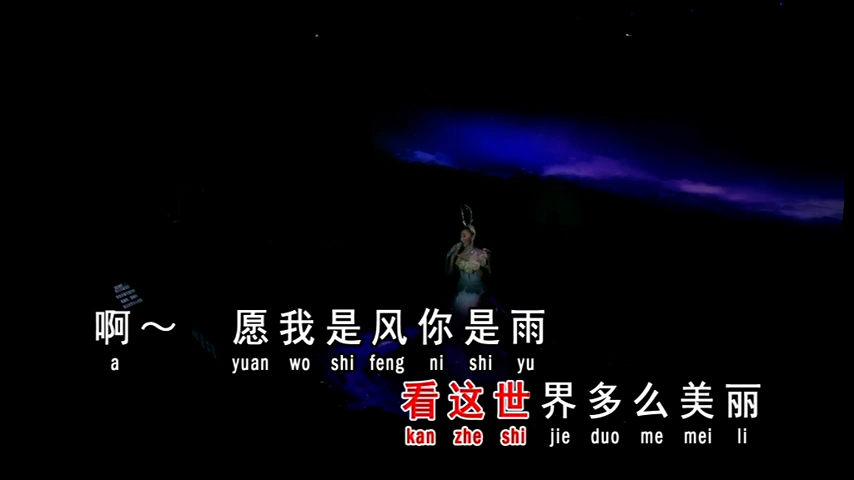 啊～ 愿我是风你是雨
a yuan wo shi feng ni shi yu
看这世界多么美丽
kan zhe shi jie duo me mei li